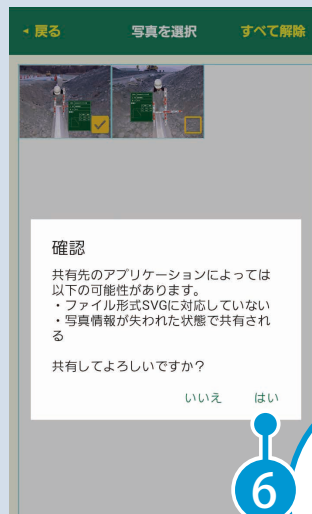 戻る 写真を選択 すべて解除
確認
共有先のアプリケーションによっては
以下の可能性があります。
・ファイル形式SVGに対応していない
・写真情報が失われた状態で共有され
る
共有してよろしいですか？
いいえ はい
6